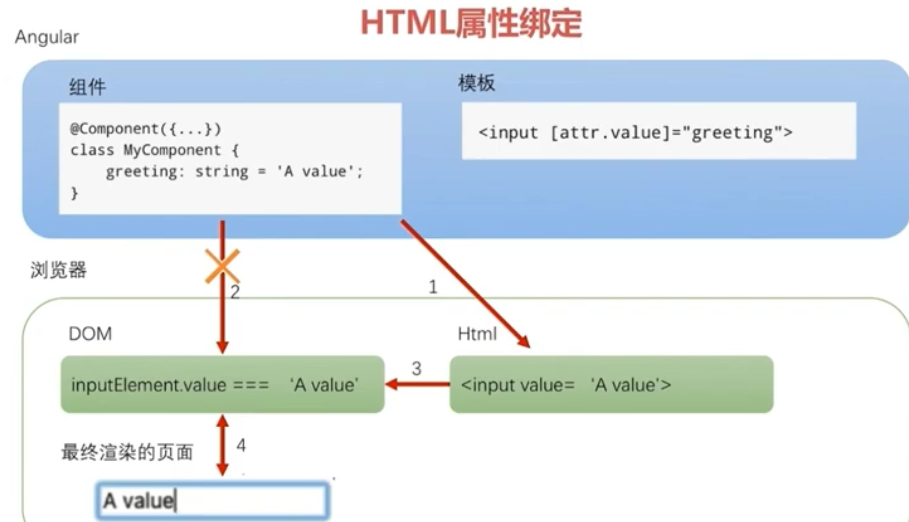 HTML属性绑定
Angular
组件
模板
@Component({...})
class MyComponent {
greeting: string = 'A value';
}
<input [attr.value]="greeting">
浏览器
2
1
DOM
Html
inputElement.value === 'A value'
3
<input value= 'A value'>
最终渲染的页面
4
A value